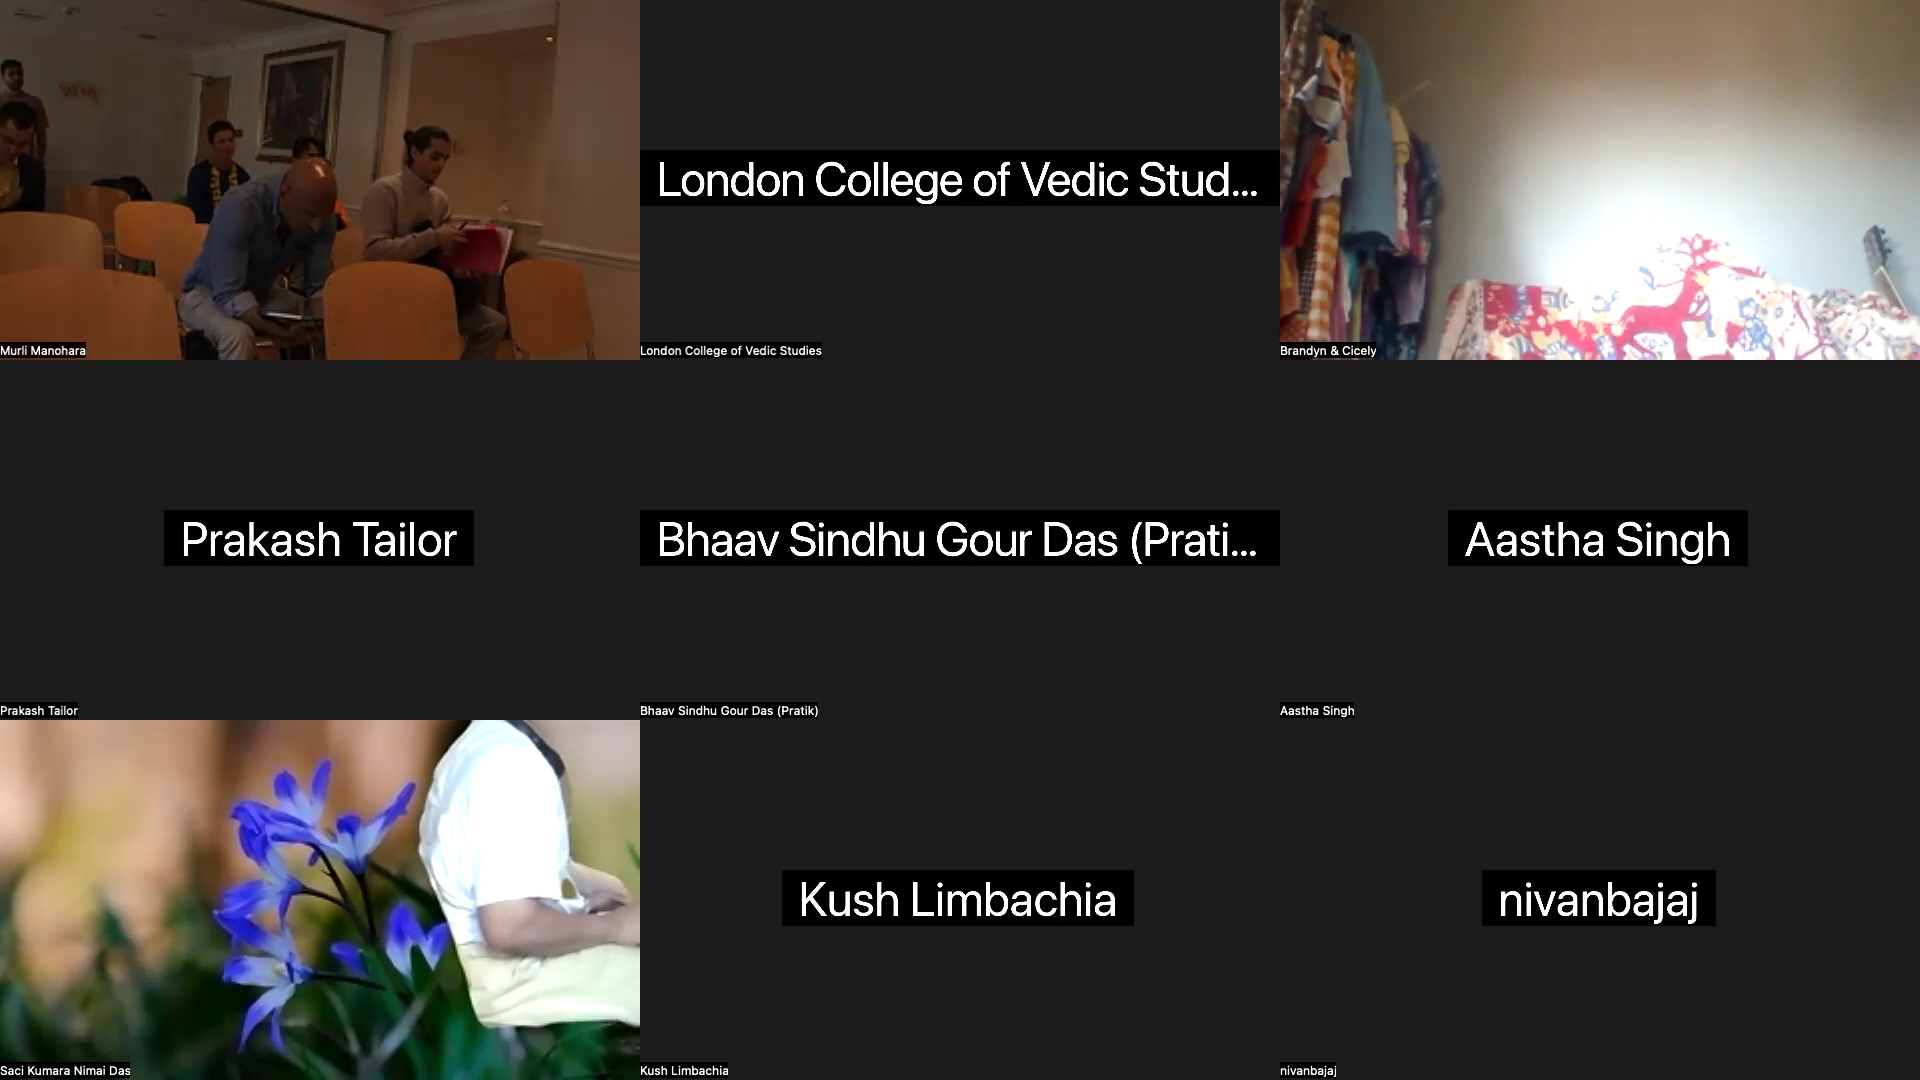 London College of Vedic Stud...
Murli Manohara
London College of Vedic Studies
Brandyn & Cicely
Prakash Tailor
Bhaav Sindhu Gour Das (Prati...
Aastha Singh
Prakash Tailor
Bhaav Sindhu Gour Das (Pratik)
Aastha Singh
Kush Limbachia
nivanbajaj
Saci Kumara Nimai Das
Kush Limbachia
nivanbajaj